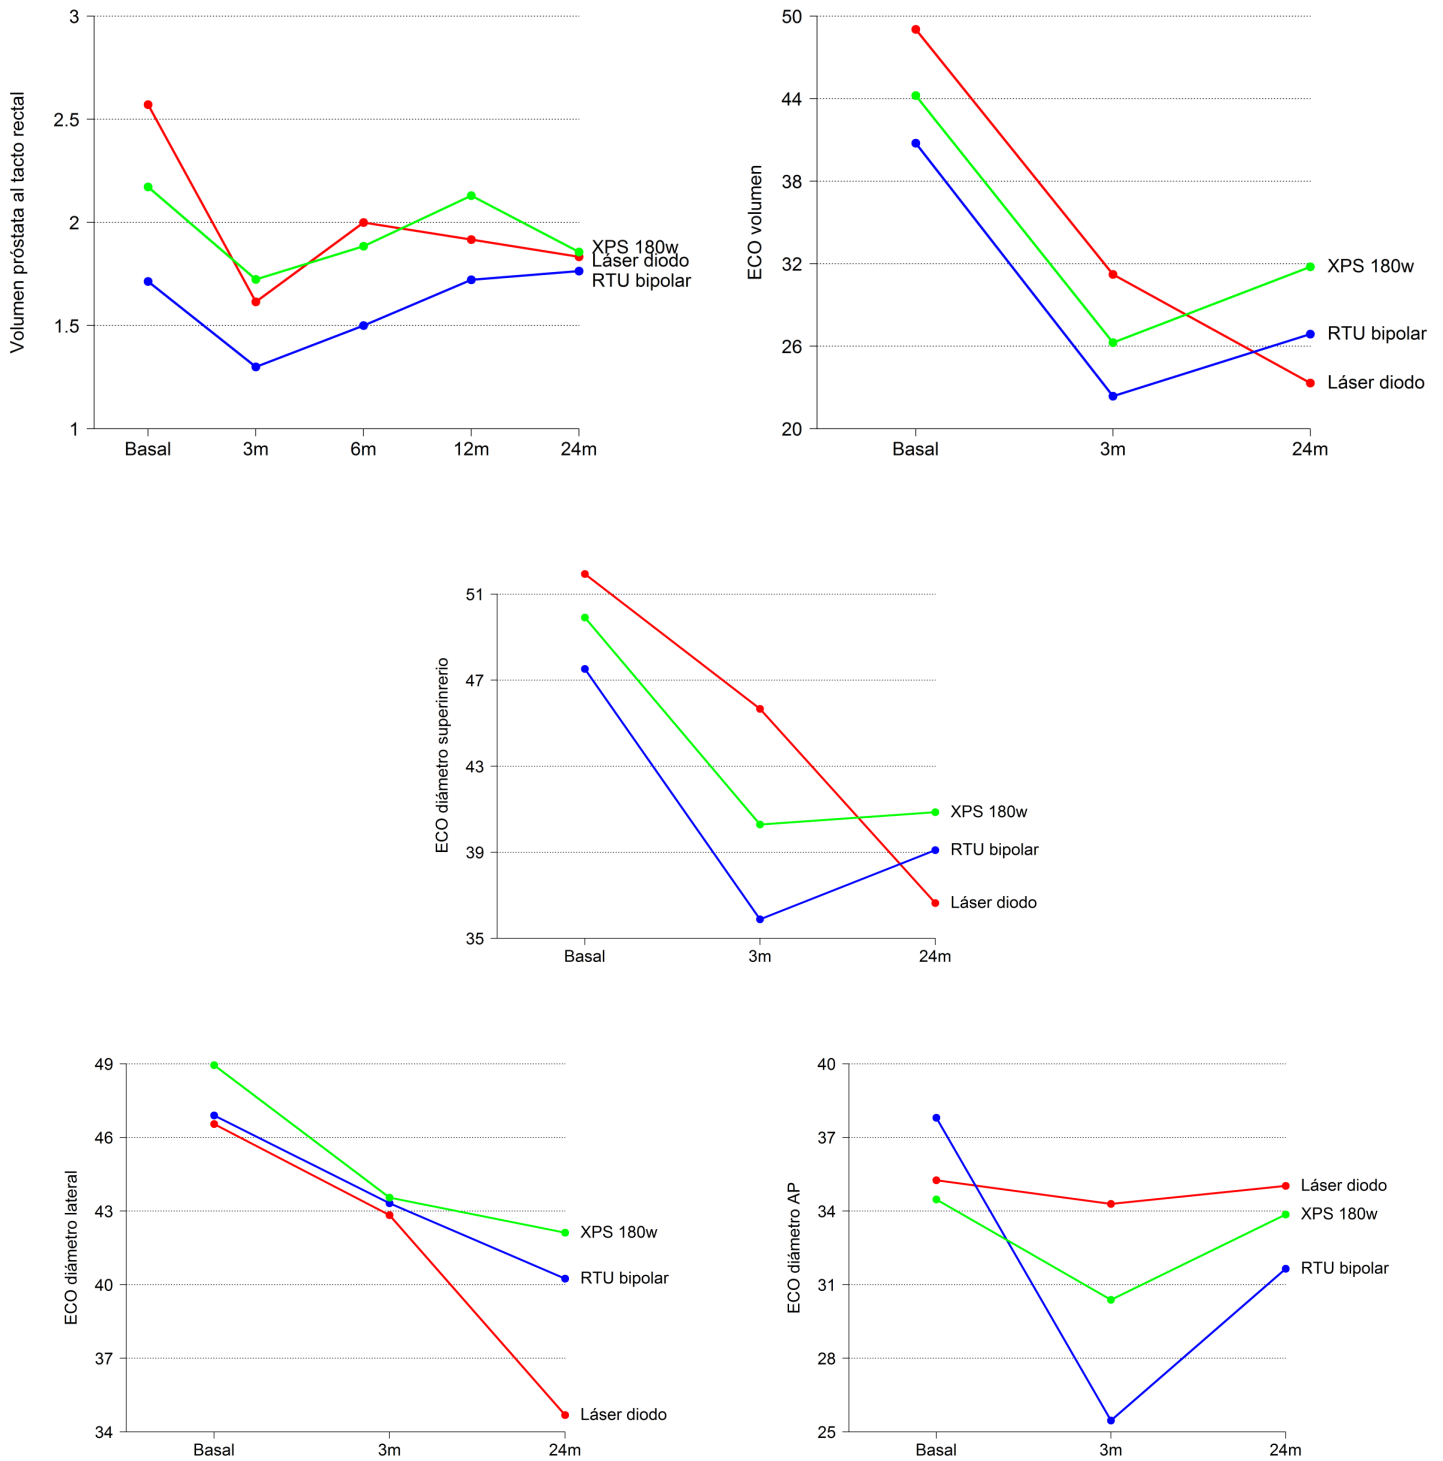 Volumen próstata al tacto rectal
3
2.5
2
1.5
1
Basal 3m 6m 12m 24m
XPS 180w
Láser diodo
RTU bipolar
ECO volumen
50
44
38
32
26
20
Basal 3m 24m
XPS 180w
RTU bipolar
Láser diodo
ECO diámetro superinrerio
51
47
43
39
35
Basal 3m 24m
XPS 180w
RTU bipolar
Láser diodo
ECO diámetro lateral
49
46
43
40
37
34
Basal 3m 24m
XPS 180w
RTU bipolar
Láser diodo
ECO diámetro AP
40
37
34
31
28
25
Basal 3m 24m
Láser diodo
XPS 180w
RTU bipolar